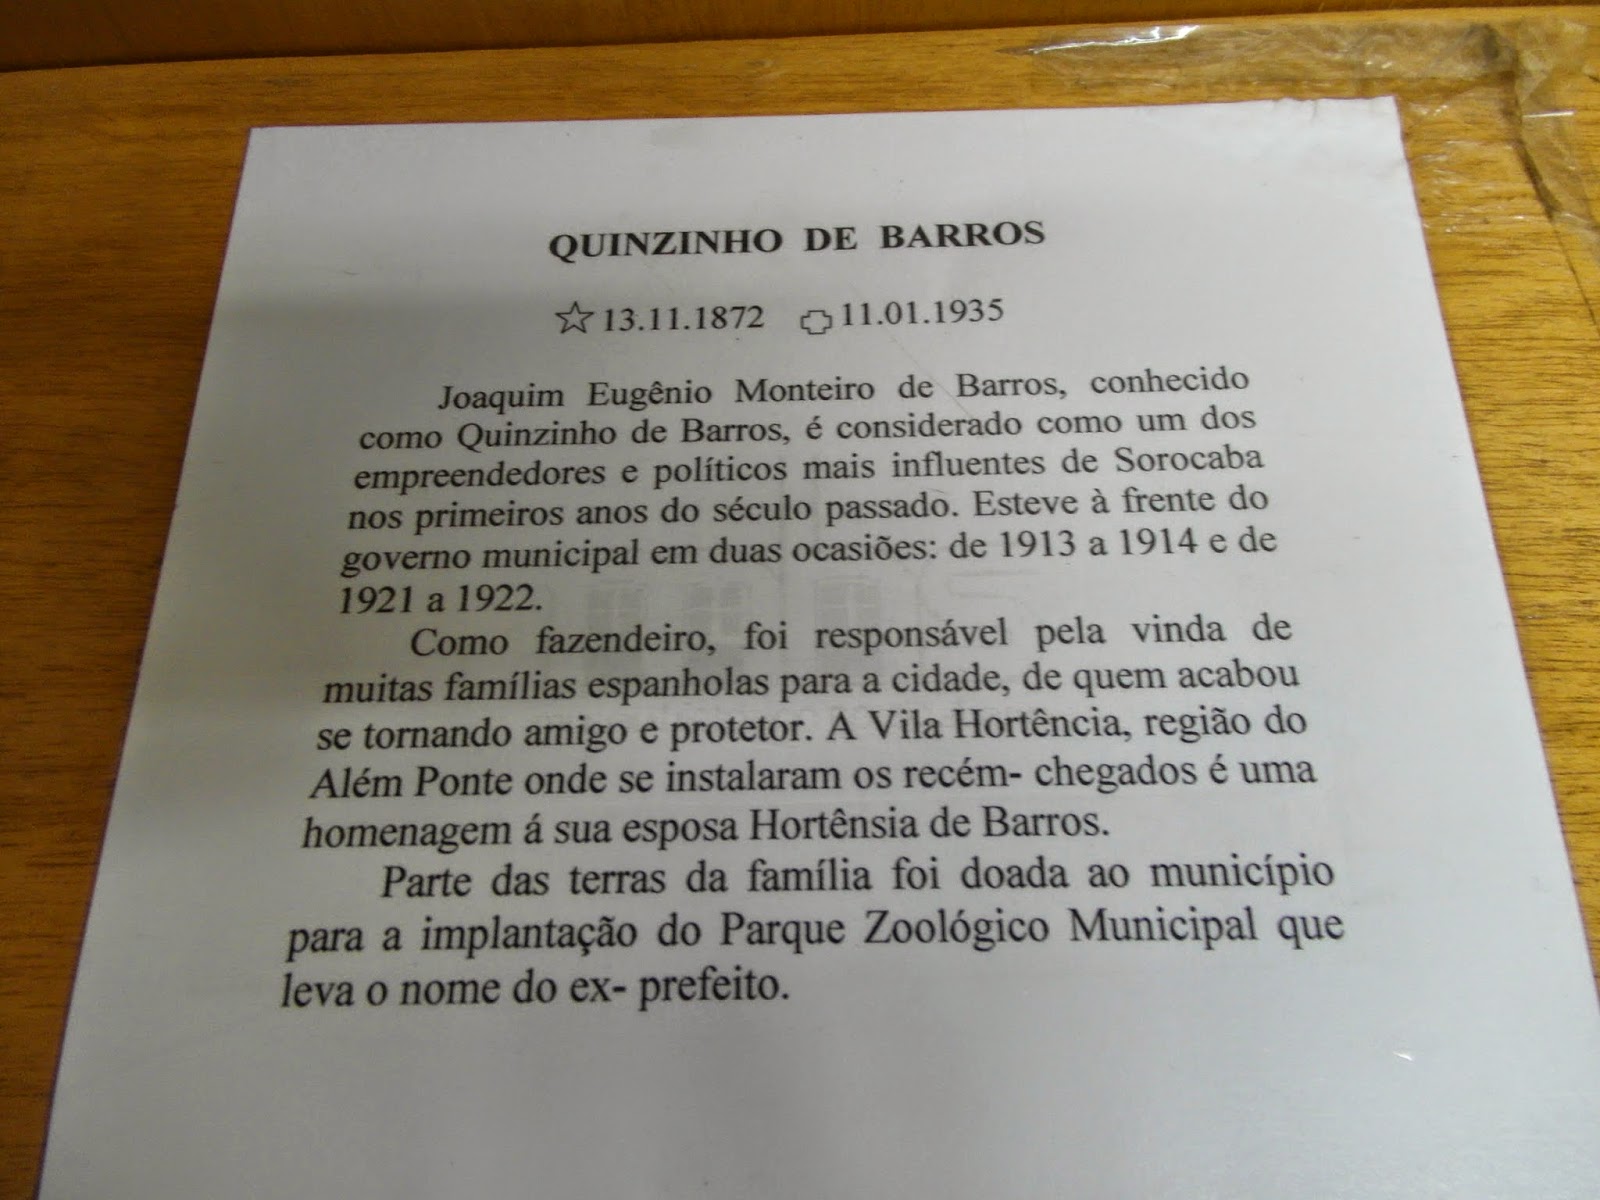 QUINZINHO DE BARROS
☆13.11.1872 ✚11.01.1935
Joaquim Eugênio Monteiro de Barros, conhecido
como Quinzinho de Barros, é considerado como um dos
empreendedores e políticos mais influentes de Sorocaba
nos primeiros anos do século passado. Esteve à frente do
governo municipal em duas ocasiões: de 1913 a 1914 e de
1921 a 1922.
Como fazendeiro, foi responsável pela vinda de
muitas famílias espanholas para a cidade, de quem acabou
se tornando amigo e protetor. A Vila Hortência, região do
Além Ponte onde se instalaram os recém- chegados é uma
homenagem á sua esposa Hortênsia de Barros.
Parte das terras da família foi doada ao município
para a implantação do Parque Zoológico Municipal que
leva o nome do ex- prefeito.